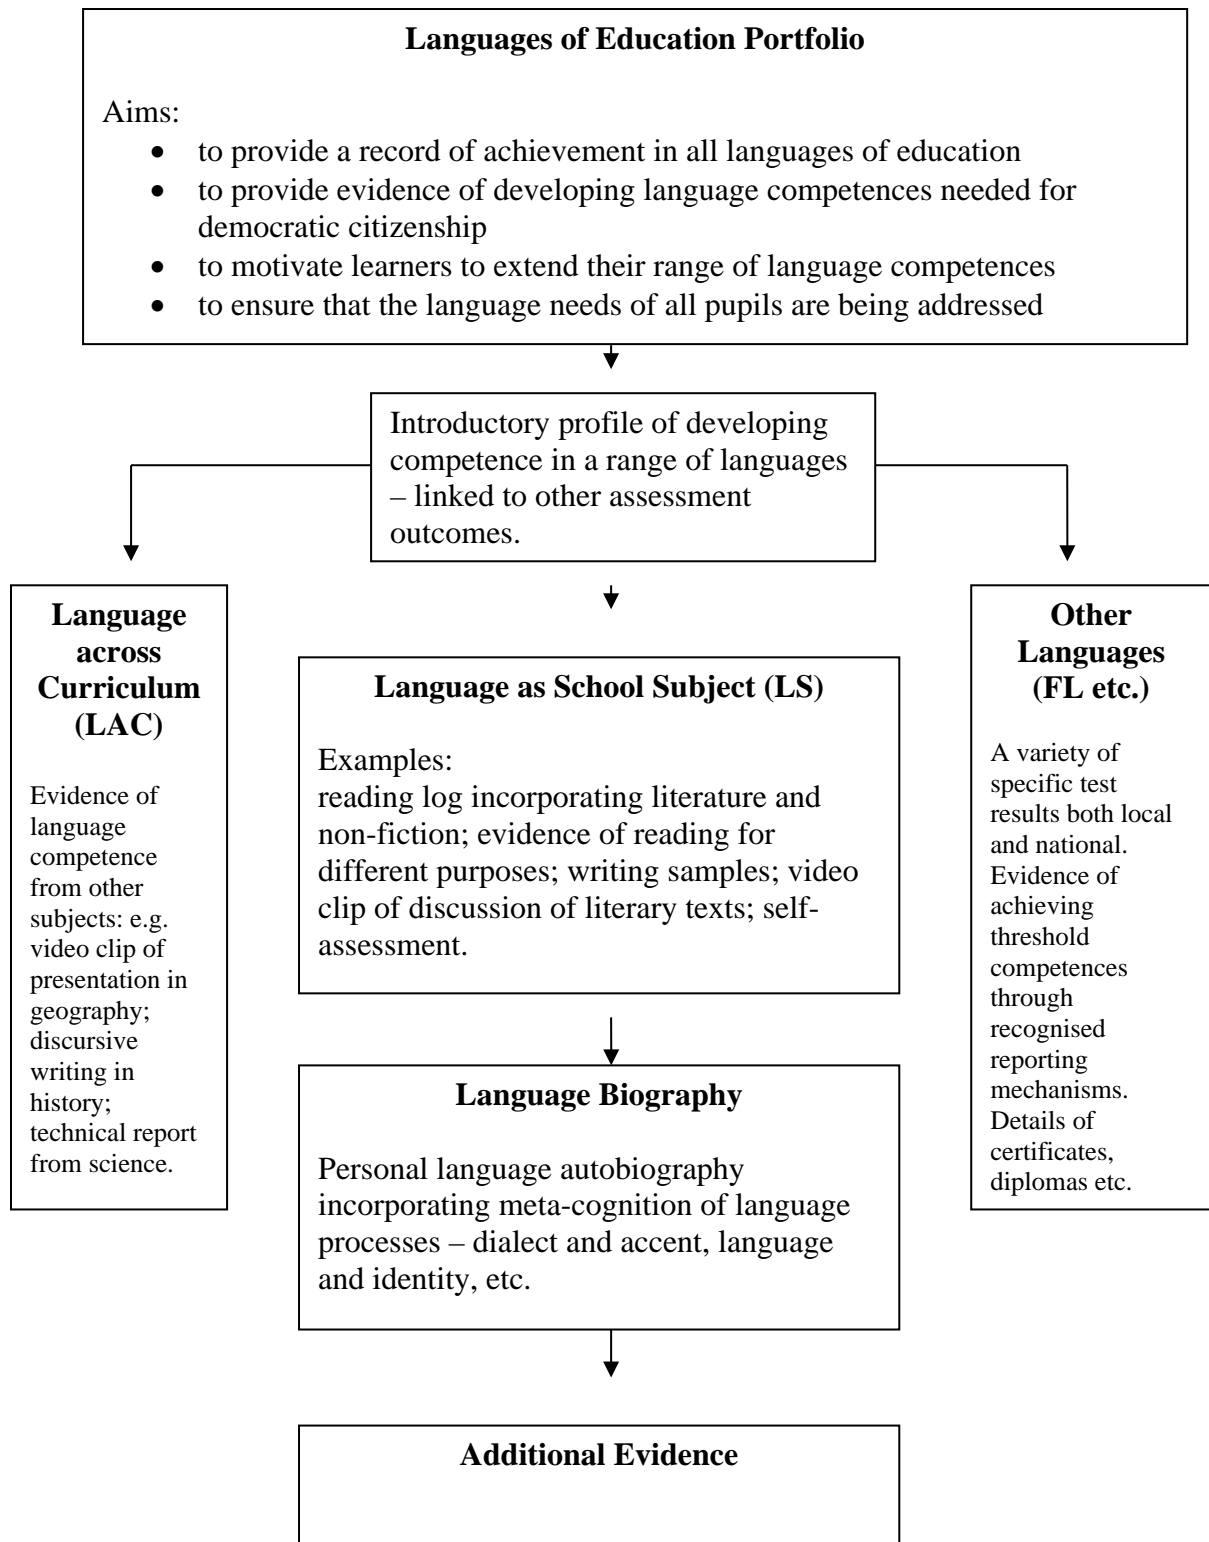 Languages of Education Portfolio
Aims:
• to provide a record of achievement in all languages of education
• to provide evidence of developing language competences needed for
democratic citizenship
• to motivate learners to extend their range of language competences
• to ensure that the language needs of all pupils are being addressed
Introductory profile of developing
competence in a range of languages
– linked to other assessment
outcomes.
Language
across
Curriculum
(LAC)
Evidence of
language
competence
from other
subjects: e.g.
video clip of
presentation in
geography;
discursive
writing in
history;
technical report
from science.
Language as School Subject (LS)
Examples:
reading log incorporating literature and
non-fiction; evidence of reading for
different purposes; writing samples; video
clip of discussion of literary texts; self-
assessment.
Other
Languages
(FL etc.)
A variety of
specific test
results both local
and national.
Evidence of
achieving
threshold
competences
through
recognised
reporting
mechanisms.
Details of
certificates,
diplomas etc.
Language Biography
Personal language autobiography
incorporating meta-cognition of language
processes – dialect and accent, language
and identity, etc.
Additional Evidence